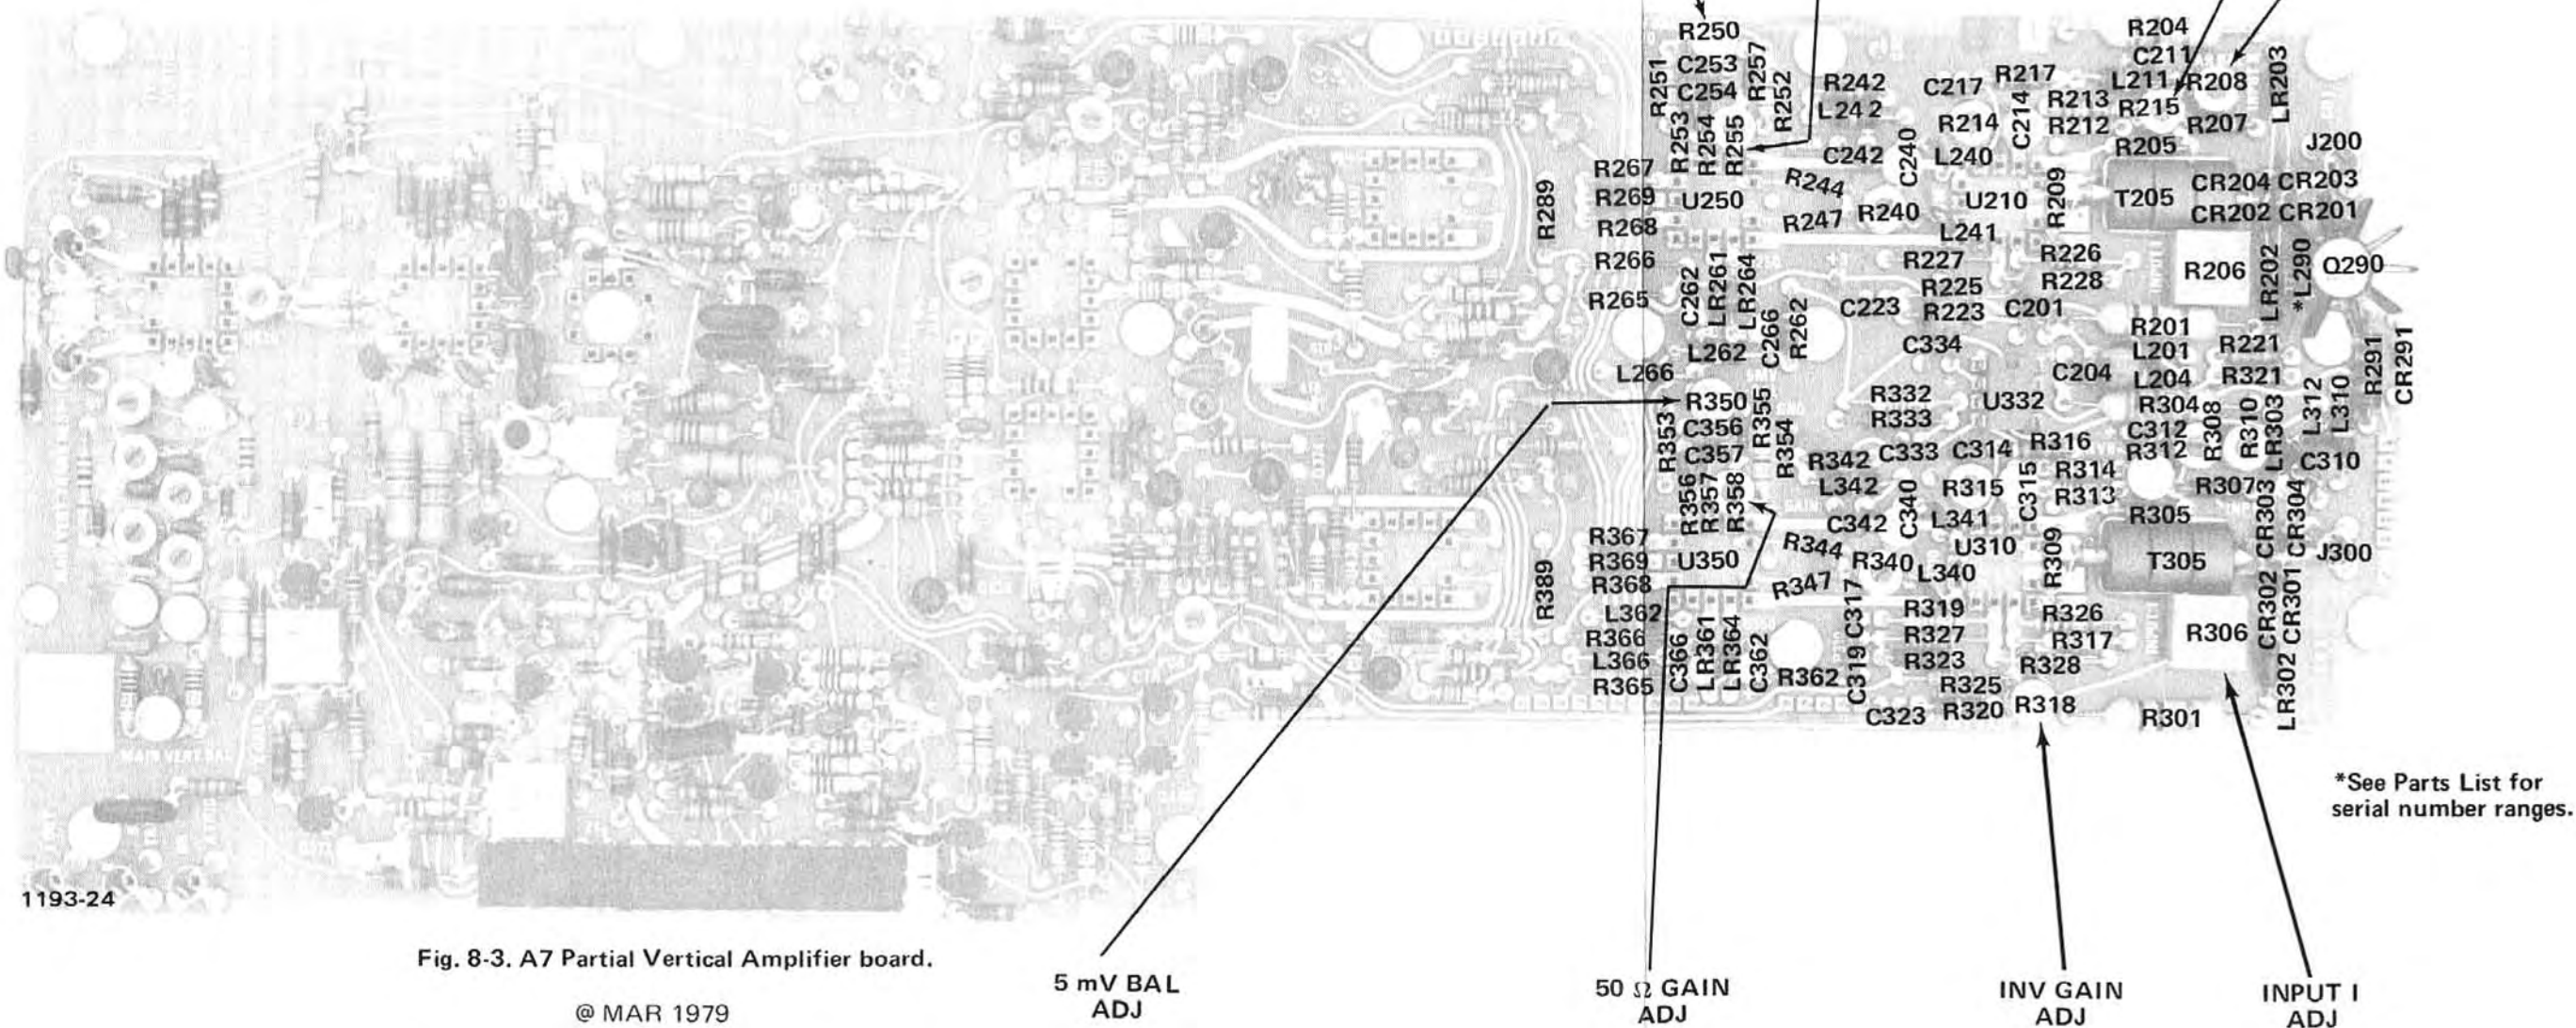 R250
R204
C253
C211
R251
R257
C254
R252
R242
C217
R217
L211
R208
LR203
L242
R213
R215
C214
R214
R212
R207
R253
R254
R255
C242
C240
L240
R205
J200
R267
R289
R269
U250
R244
U210
R209
T205
CR204
CR203
R268
R247
R240
CR202
CR201
L241
R266
R227
R226
R206
LR202
*L290
Q290
R265
C262
LR261
LR264
R225
R228
C223
R223
C201
C266
R262
R201
L262
C334
L201
R221
R291
CR291
L266
C204
L204
R321
L312
L310
R350
R332
U332
R304
R353
C356
R355
R333
C312
R308
R310
LR303
C357
R354
R342
C333
C314
R316
R312
C310
R356
R357
R358
L342
C340
R315
C315
R314
R313
R307
CR303
CR304
R367
C342
L341
R305
R389
R369
U350
R344
R340
U310
R309
T305
J300
R368
R347
L340
L362
C317
R319
R326
R306
CR302
CR301
R366
C366
LR361
LR364
C362
R327
R317
L366
C319
R323
R328
R365
R362
R325
LR302
C323
R320
R318
R301
MAIN VERT BAL
*See Parts List for
serial number ranges.
1193-24
Fig. 8-3. A7 Partial Vertical Amplifier board.
@ MAR 1979
5 mV BAL
ADJ
50 Ω GAIN
ADJ
INV GAIN
ADJ
INPUT I
ADJ